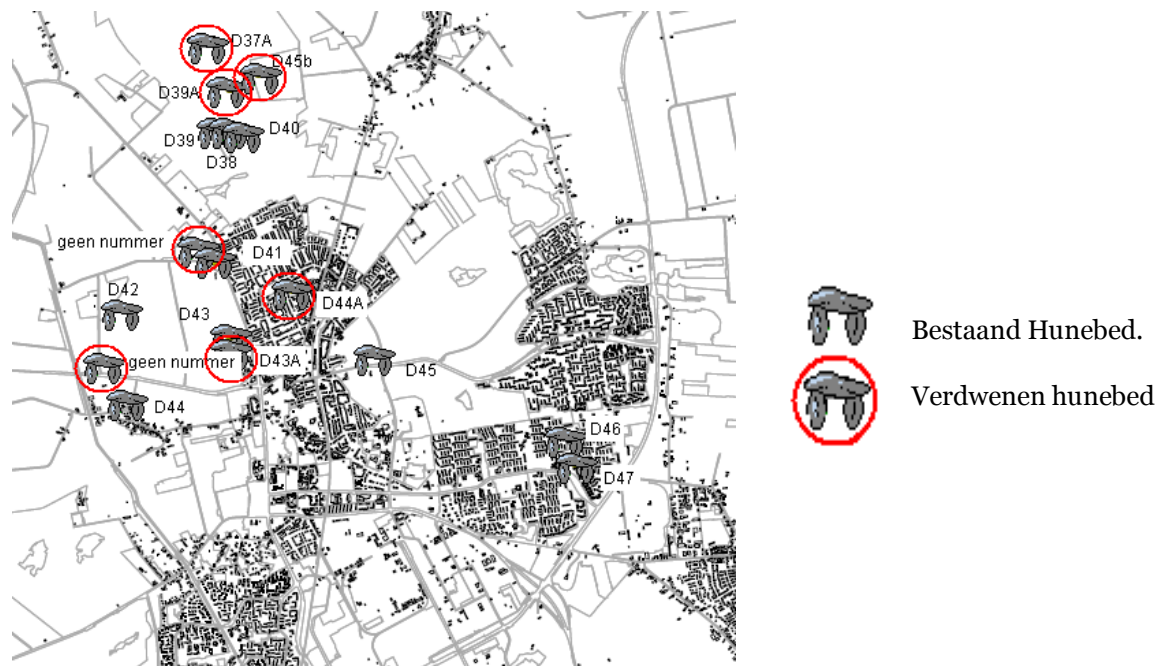 D37A
D45b
D39A
D39
D40
D38
geen nummer
D41
D42
D43
D44A
geen nummer
D43A
D45
D44
D46
D47
Bestaand Hunebed.
Verdwenen hunebed